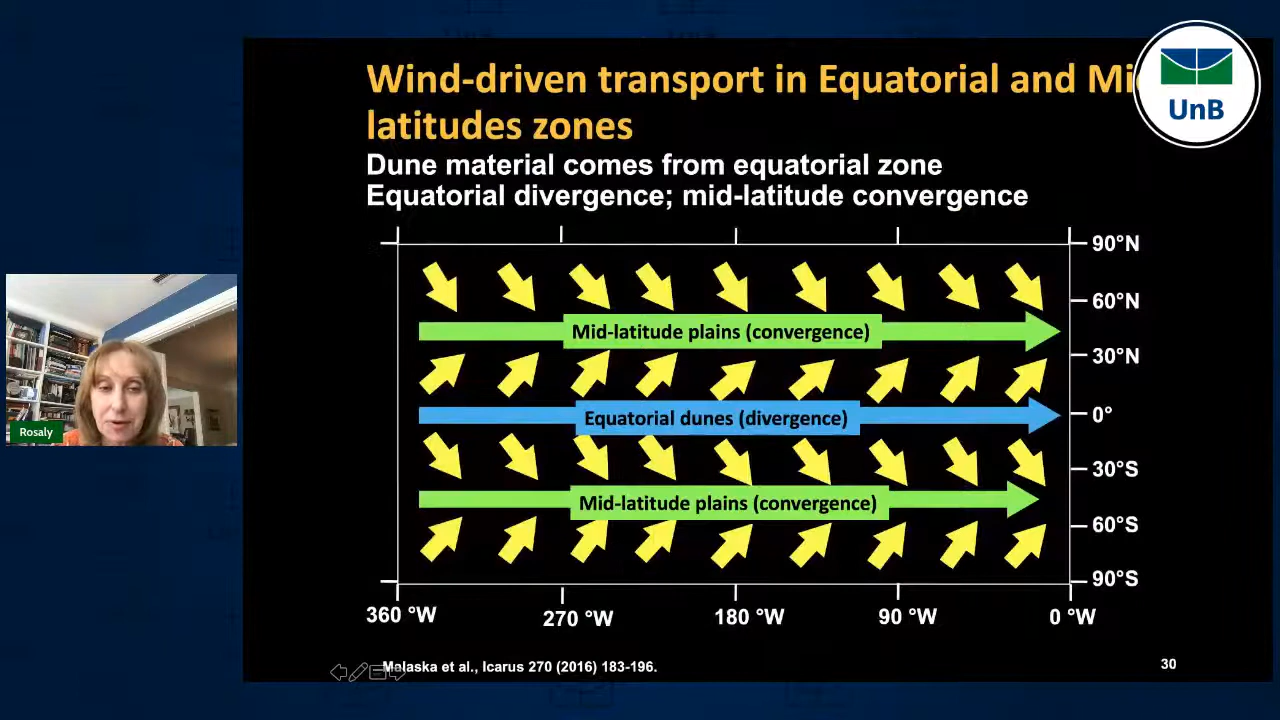 Wind-driven transport in Equatorial and Mi
latitudes zones
UnB
Dune material comes from equatorial zone
Equatorial divergence; mid-latitude convergence
90°N
60°N
Mid-latitude plains (convergence)
30°N
Equatorial dunes (divergence)
0°
Rosaly
30°S
Mid-latitude plains (convergence)
60°S
90°S
360 °W 270 °W 180 °W 90 °W 0 °W
Malaska et al., Icarus 270 (2016) 183-196.
30